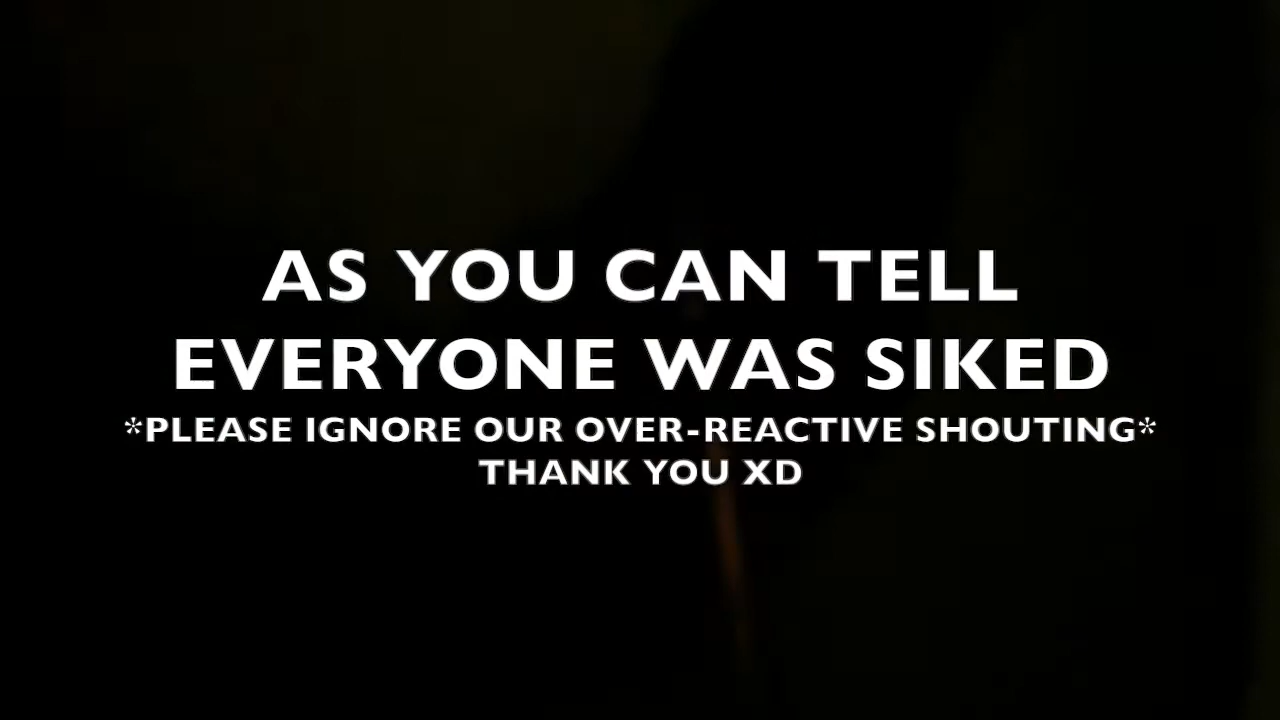 AS YOU CAN TELL
EVERYONE WAS SIKED
*PLEASE IGNORE OUR OVER-REACTIVE SHOUTING*
THANK YOU XD